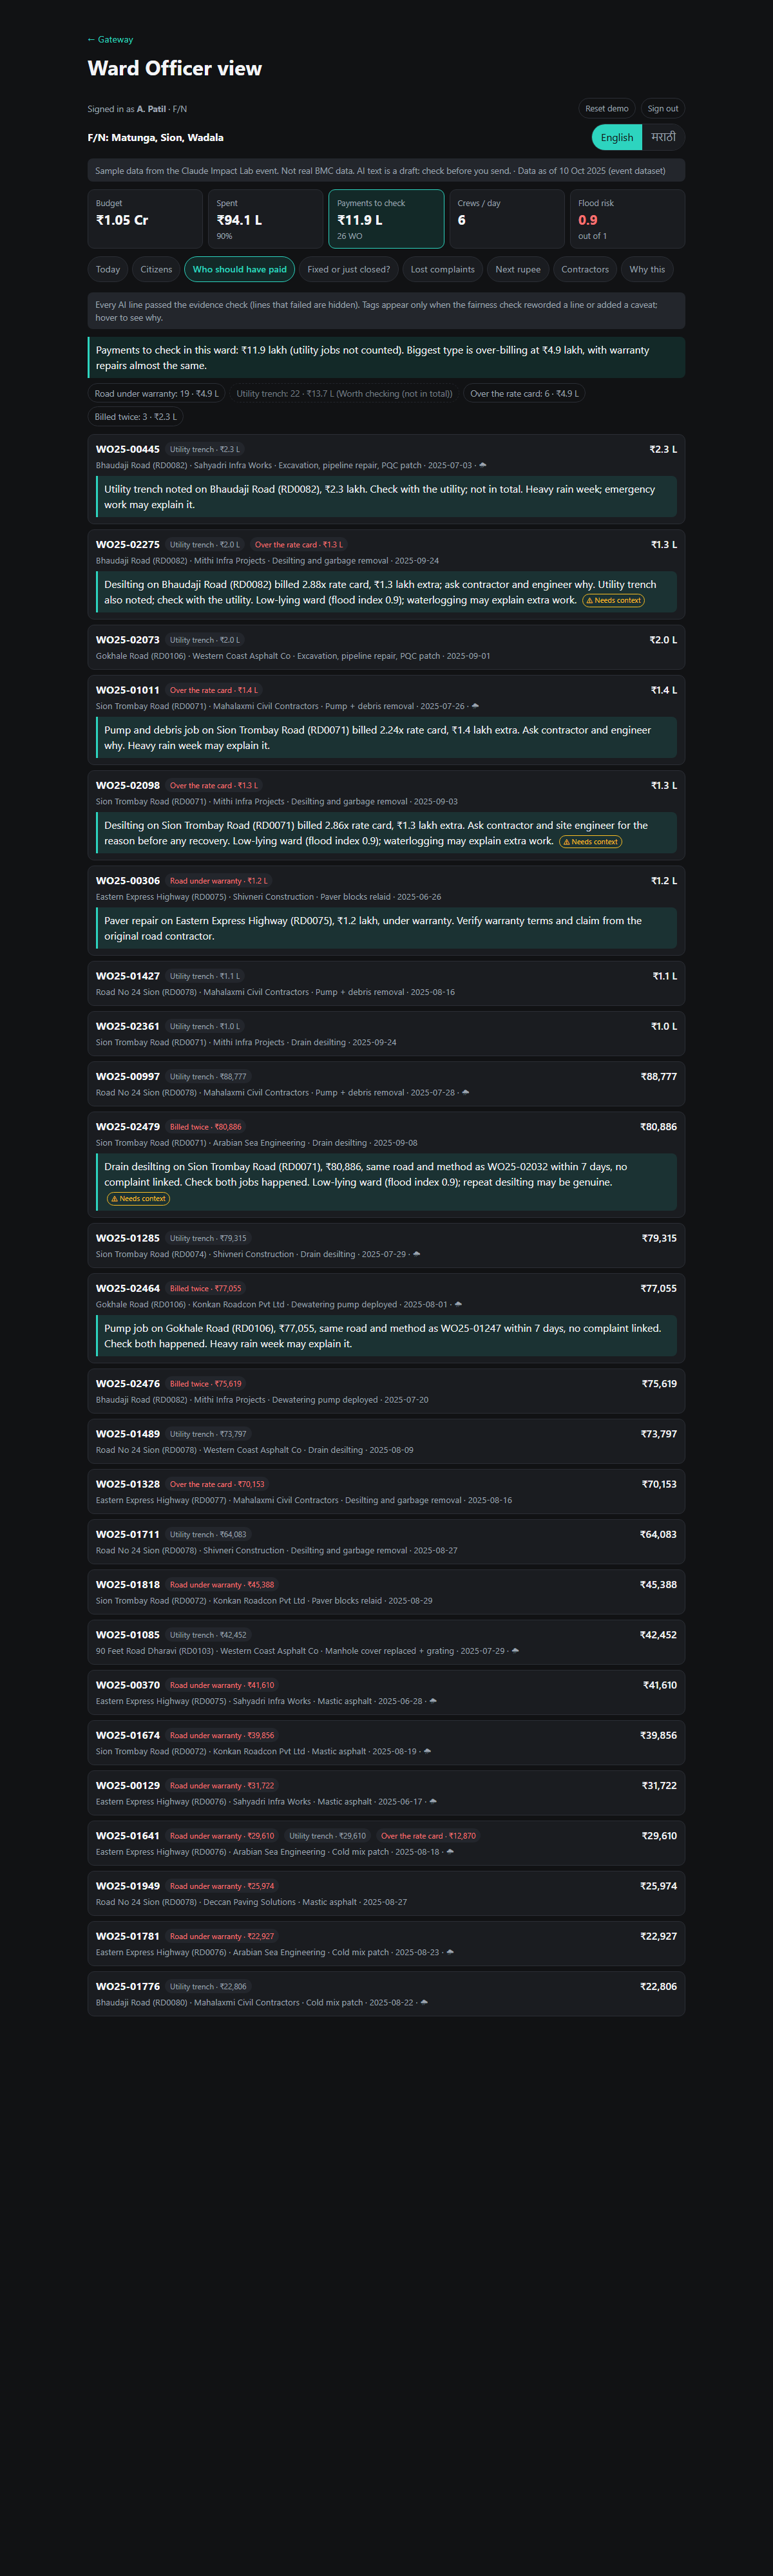 ← Gateway
Ward Officer view
Signed in as A. Patil · F/N
Reset demo
Sign out
F/N: Matunga, Sion, Wadala
English
मराठी
Sample data from the Claude Impact Lab event. Not real BMC data. AI text is a draft: check before you send. · Data as of 10 Oct 2025 (event dataset)
Budget
₹1.05 Cr
Spent
₹94.1 L
90%
Payments to check
₹11.9 L
26 WO
Crews / day
6
Flood risk
0.9
out of 1
Today
Citizens
Who should have paid
Fixed or just closed?
Lost complaints
Next rupee
Contractors
Why this
Every AI line passed the evidence check (lines that failed are hidden). Tags appear only when the fairness check reworded a line or added a caveat:
hover to see why.
Payments to check in this ward: ₹11.9 lakh (utility jobs not counted). Biggest type is over-billing at ₹4.9 lakh, with warranty
repairs almost the same.
Road under warranty: 19 · ₹4.9 L
Utility trench: 22 · ₹13.7 L (Worth checking (not in total))
Over the rate card: 6 · ₹4.9 L
Billed twice: 3 · ₹2.3 L
WO25-00445 Utility trench · ₹2.3 L ₹2.3 L
Bhaudaji Road (RD0082) · Sahyadri Infra Works · Excavation, pipeline repair, PQC patch · 2025-07-03 · 🌧
Utility trench noted on Bhaudaji Road (RD0082), ₹2.3 lakh. Check with the utility; not in total. Heavy rain week; emergency
work may explain it.
WO25-02275 Utility trench · ₹2.0 L Over the rate card · ₹1.3 L ₹1.3 L
Bhaudaji Road (RD0082) · Mithi Infra Projects · Desilting and garbage removal · 2025-09-24
Desilting on Bhaudaji Road (RD0082) billed 2.88x rate card, ₹1.3 lakh extra; ask contractor and engineer why. Utility trench
also noted; check with the utility. Low-lying ward (flood index 0.9); waterlogging may explain extra work. ⚠ Needs context
WO25-02073 Utility trench · ₹2.0 L ₹2.0 L
Gokhale Road (RD0106) · Western Coast Asphalt Co · Excavation, pipeline repair, PQC patch · 2025-09-01
WO25-01011 Over the rate card · ₹1.4 L ₹1.4 L
Sion Trombay Road (RD0071) · Mahalaxmi Civil Contractors · Pump + debris removal · 2025-07-26 · 🌧
Pump and debris job on Sion Trombay Road (RD0071) billed 2.24x rate card, ₹1.4 lakh extra. Ask contractor and engineer
why. Heavy rain week may explain it.
WO25-02098 Over the rate card · ₹1.3 L ₹1.3 L
Sion Trombay Road (RD0071) · Mithi Infra Projects · Desilting and garbage removal · 2025-09-03
Desilting on Sion Trombay Road (RD0071) billed 2.86x rate card, ₹1.3 lakh extra. Ask contractor and site engineer for the
reason before any recovery. Low-lying ward (flood index 0.9); waterlogging may explain extra work. ⚠ Needs context
WO25-00306 Road under warranty · ₹1.2 L ₹1.2 L
Eastern Express Highway (RD0075) · Shivneri Construction · Paver blocks relaid · 2025-06-26
Paver repair on Eastern Express Highway (RD0075), ₹1.2 lakh, under warranty. Verify warranty terms and claim from the
original road contractor.
WO25-01427 Utility trench · ₹1.1 L ₹1.1 L
Road No 24 Sion (RD0078) · Mahalaxmi Civil Contractors · Pump + debris removal · 2025-08-16
WO25-02361 Utility trench · ₹1.0 L ₹1.0 L
Sion Trombay Road (RD0071) · Mithi Infra Projects · Drain desilting · 2025-09-24
WO25-00997 Utility trench · ₹88,777 ₹88,777
Road No 24 Sion (RD0078) · Mahalaxmi Civil Contractors · Pump + debris removal · 2025-07-28 · 🌧
WO25-02479 Billed twice · ₹80,886 ₹80,886
Sion Trombay Road (RD0071) · Arabian Sea Engineering · Drain desilting · 2025-09-08
Drain desilting on Sion Trombay Road (RD0071), ₹80,886, same road and method as WO25-02032 within 7 days, no
complaint linked. Check both jobs happened. Low-lying ward (flood index 0.9); repeat desilting may be genuine.
⚠ Needs context
WO25-01285 Utility trench · ₹79,315 ₹79,315
Sion Trombay Road (RD0074) · Shivneri Construction · Drain desilting · 2025-07-29 · 🌧
WO25-02464 Billed twice · ₹77,055 ₹77,055
Gokhale Road (RD0106) · Konkan Roadcon Pvt Ltd · Dewatering pump deployed · 2025-08-01 · 🌧
Pump job on Gokhale Road (RD0106), ₹77,055, same road and method as WO25-01247 within 7 days, no complaint linked.
Check both happened. Heavy rain week may explain it.
WO25-02476 Billed twice · ₹75,619 ₹75,619
Bhaudaji Road (RD0082) · Mithi Infra Projects · Dewatering pump deployed · 2025-07-20
WO25-01489 Utility trench · ₹73,797 ₹73,797
Road No 24 Sion (RD0078) · Western Coast Asphalt Co · Drain desilting · 2025-08-09
WO25-01328 Over the rate card · ₹70,153 ₹70,153
Eastern Express Highway (RD0077) · Mahalaxmi Civil Contractors · Desilting and garbage removal · 2025-08-16
WO25-01711 Utility trench · ₹64,083 ₹64,083
Road No 24 Sion (RD0078) · Shivneri Construction · Desilting and garbage removal · 2025-08-27
WO25-01818 Road under warranty · ₹45,388 ₹45,388
Sion Trombay Road (RD0072) · Konkan Roadcon Pvt Ltd · Paver blocks relaid · 2025-08-29
WO25-01085 Utility trench · ₹42,452 ₹42,452
90 Feet Road Dharavi (RD0103) · Western Coast Asphalt Co · Manhole cover replaced + grating · 2025-07-29 · 🌧
WO25-00370 Road under warranty · ₹41,610 ₹41,610
Eastern Express Highway (RD0075) · Sahyadri Infra Works · Mastic asphalt · 2025-06-28 · 🌧
WO25-01674 Road under warranty · ₹39,856 ₹39,856
Sion Trombay Road (RD0072) · Konkan Roadcon Pvt Ltd · Mastic asphalt · 2025-08-19 · 🌧
WO25-00129 Road under warranty · ₹31,722 ₹31,722
Eastern Express Highway (RD0076) · Sahyadri Infra Works · Mastic asphalt · 2025-06-17 · 🌧
WO25-01641 Road under warranty · ₹29,610 Utility trench · ₹29,610 Over the rate card · ₹12,870 ₹29,610
Eastern Express Highway (RD0076) · Arabian Sea Engineering · Cold mix patch · 2025-08-18 · 🌧
WO25-01949 Road under warranty · ₹25,974 ₹25,974
Road No 24 Sion (RD0078) · Deccan Paving Solutions · Mastic asphalt · 2025-08-27
WO25-01781 Road under warranty · ₹22,927 ₹22,927
Eastern Express Highway (RD0076) · Arabian Sea Engineering · Cold mix patch · 2025-08-23 · 🌧
WO25-01776 Utility trench · ₹22,806 ₹22,806
Bhaudaji Road (RD0080) · Mahalaxmi Civil Contractors · Cold mix patch · 2025-08-22 · 🌧